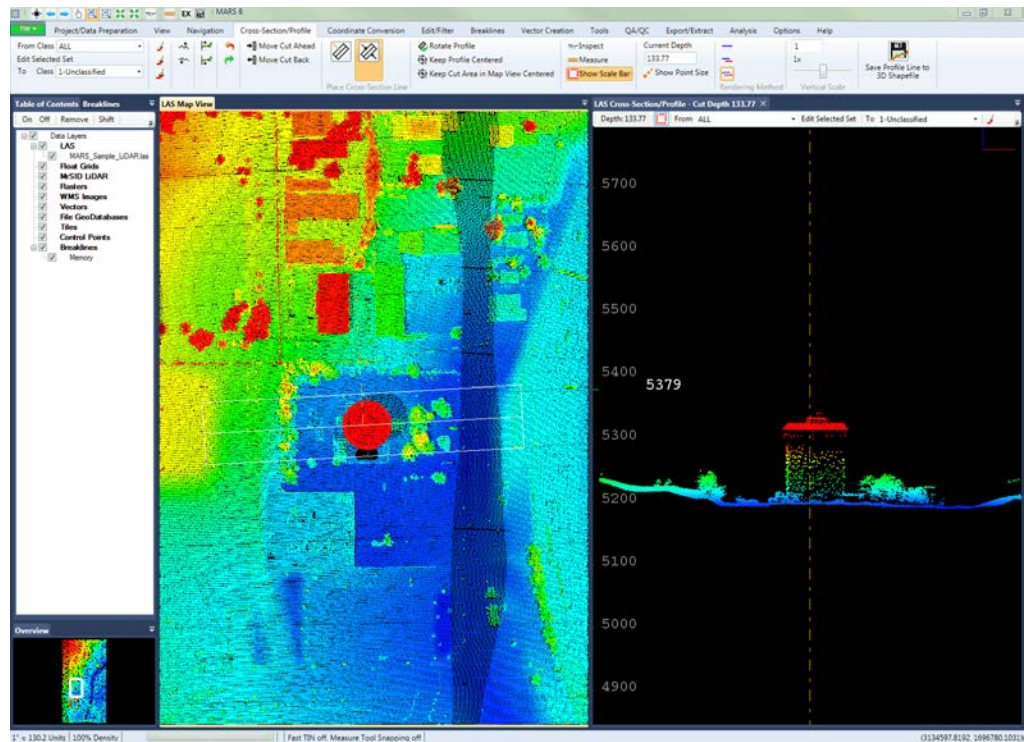 EX MARS 8
File Project/Data Preparation View Navigation Cross-Section/Profile Coordinate Conversion Edit/Filter Breaklines Vector Creation Tools QA/QC Export/Extract Analysis Options Help
From Class ALL Move Cut Ahead Rotate Profile Inspect Current Depth 1
Edit Selected Set Move Cut Back Keep Profile Centered Measure 133.77 1x
To Class 1-Unclassified Keep Cut Area in Map View Centered Show Scale Bar Show Point Size Save Profile Line to
3D Shapefile
Place Cross-Section Line Rendering Method Vertical Scale
Table of Contents Breaklines LAS Map View LAS Cross-Section/Profile - Cut Depth 133.77
On Off Remove Shift Depth: 133.77 From ALL Edit Selected Set To 1-Unclassified
Data Layers
LAS
MARS_Sample_LiDAR.las
Float Grids
MrSID LiDAR
Rasters
WMS Images
Vectors
File GeoDatabases
Tiles
Control Points
Breaklines
Memory
5700
5600
5500
5400
5379
5300
5200
5100
5000
4900
Overview
1" = 130.2 Units 100% Density Fast TIN off, Measure Tool Snapping off (3134597.8192, 1696780.1031)